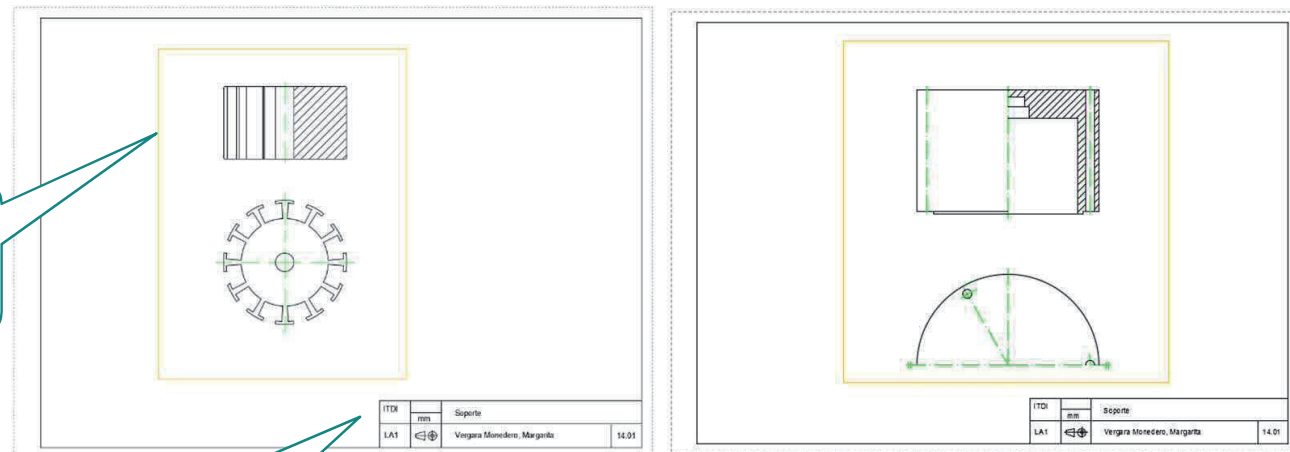 ITDI
mm
Soporte
LA1
Vergara Monedero, Margarita
14.01
ITDI
mm
Soporte
LA1
Vergara Monedero, Margarita
14.01